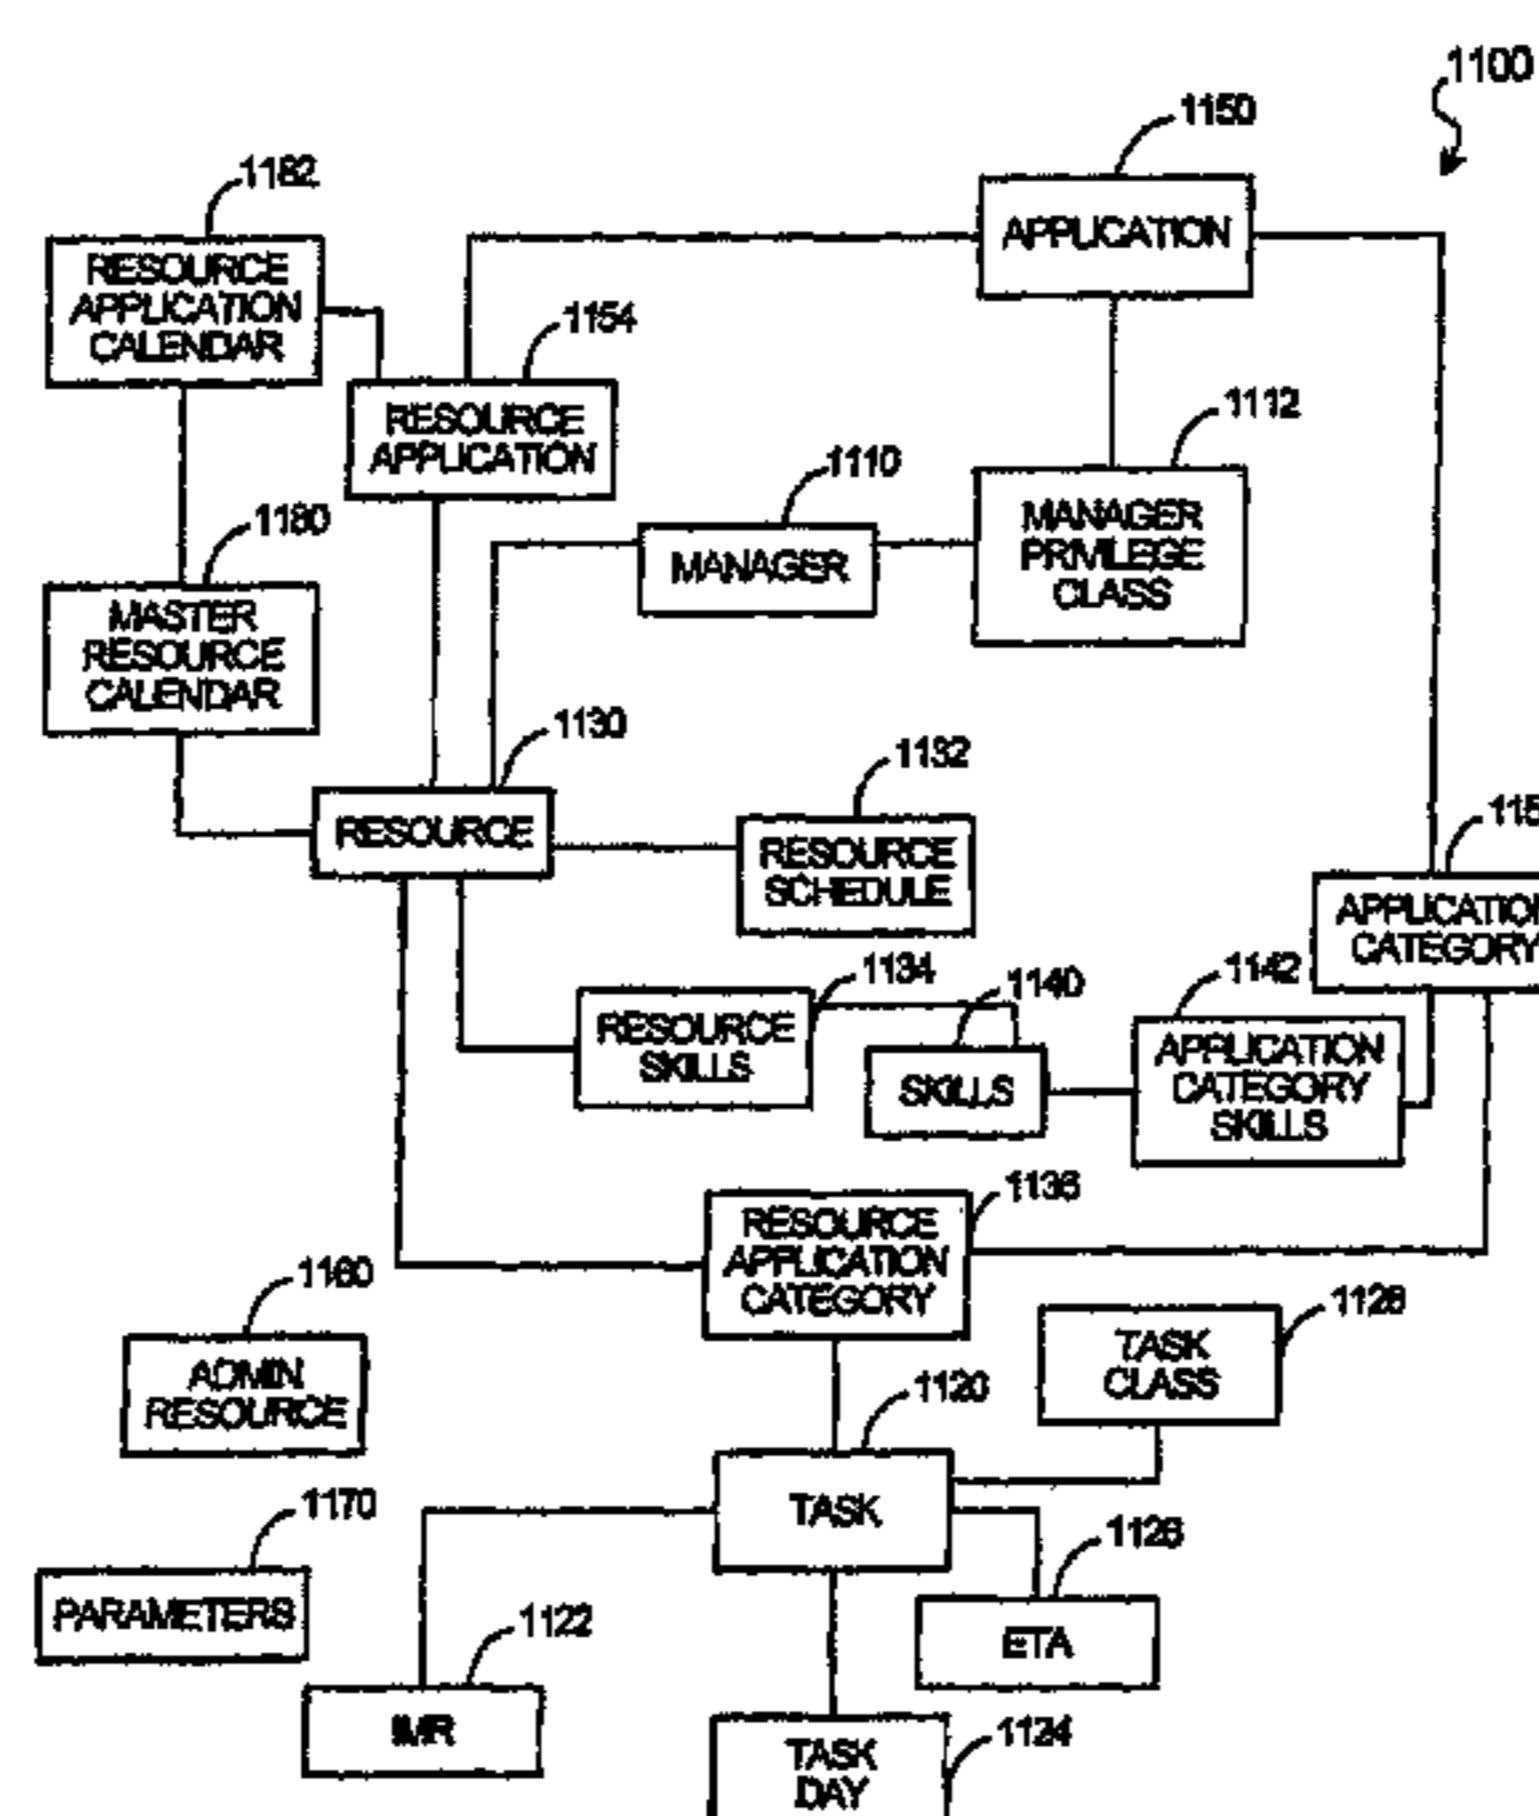 1100
1150
APPLICATION
1182
RESOURCE
APPLICATION
CALENDAR
1154
RESOURCE
APPLICATION
1112
MANAGER
PRIVILEGE
CLASS
1110
MANAGER
1180
MASTER
RESOURCE
CALENDAR
1130
RESOURCE
1132
RESOURCE
SCHEDULE
APPLICATION
CATEGORY
1134
RESOURCE
SKILLS
1140
SKILLS
1142
APPLICATION
CATEGORY
SKILLS
1136
RESOURCE
APPLICATION
CATEGORY
1160
ADMIN
RESOURCE
1128
TASK
CLASS
1120
TASK
1170
PARAMETERS
1126
ETA
1122
IMR
1124
TASK
DAY